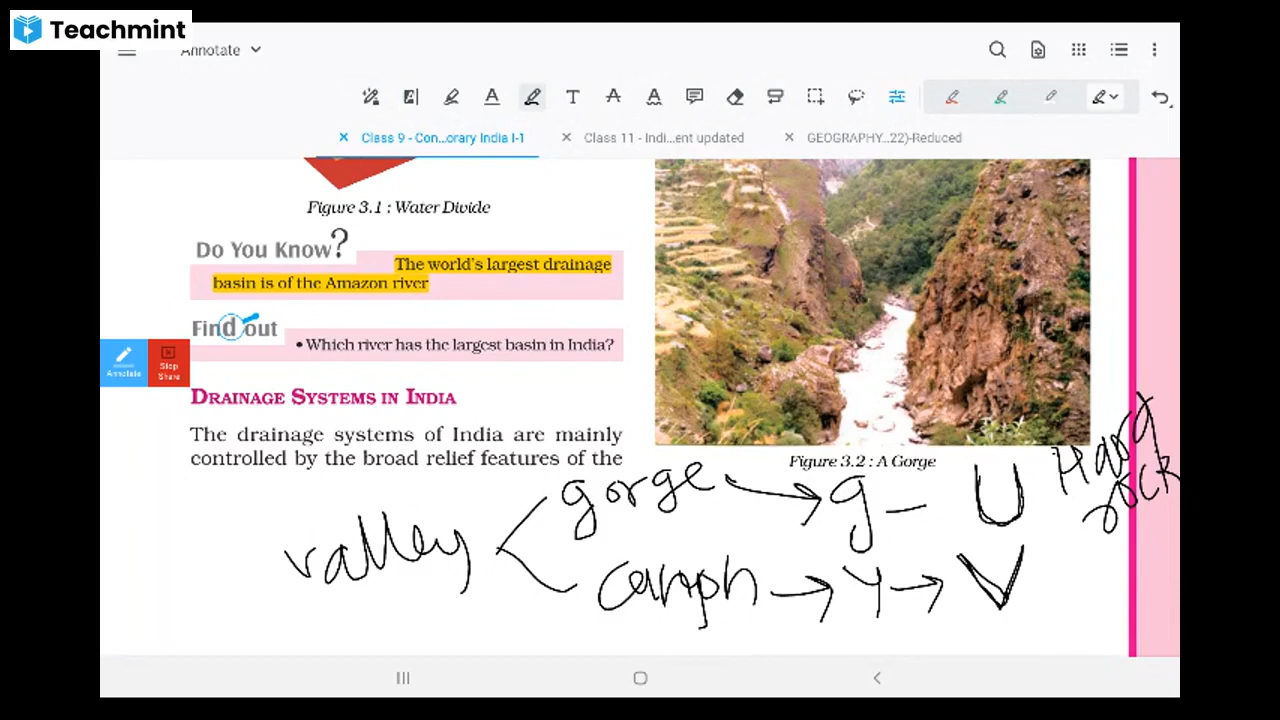 Teachmint
Annotate
T A A
Class 9 - Con...orary India I-1
Class 11 - Indi...ent updated
GEOGRAPHY...22)-Reduced
Figure 3.1 : Water Divide
Do You Know?
The world's largest drainage
basin is of the Amazon river
Find out
• Which river has the largest basin in India?
Annotate
Stop
Share
DRAINAGE SYSTEMS IN INDIA
The drainage systems of India are mainly
controlled by the broad relief features of the
Figure 3.2 : A Gorge
Hard
rock
gorge → g – U
valley
→ Y → V